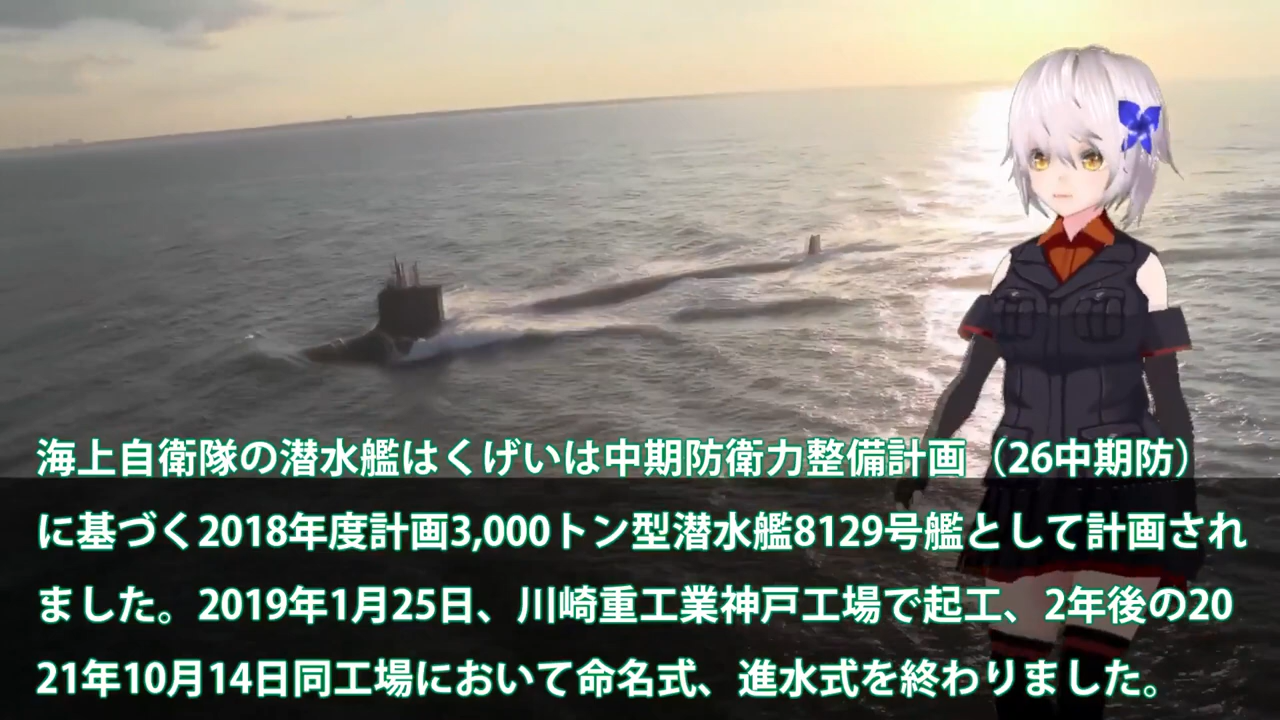 海上自衛隊の潜水艦はくげいは中期防衛力整備計画（26中期防）
に基づく2018年度計画3,000トン型潜水艦8129号艦として計画され
ました。2019年1月25日、川崎重工業神戸工場で起工、2年後の20
21年10月14日同工場において命名式、進水式を終わりました。